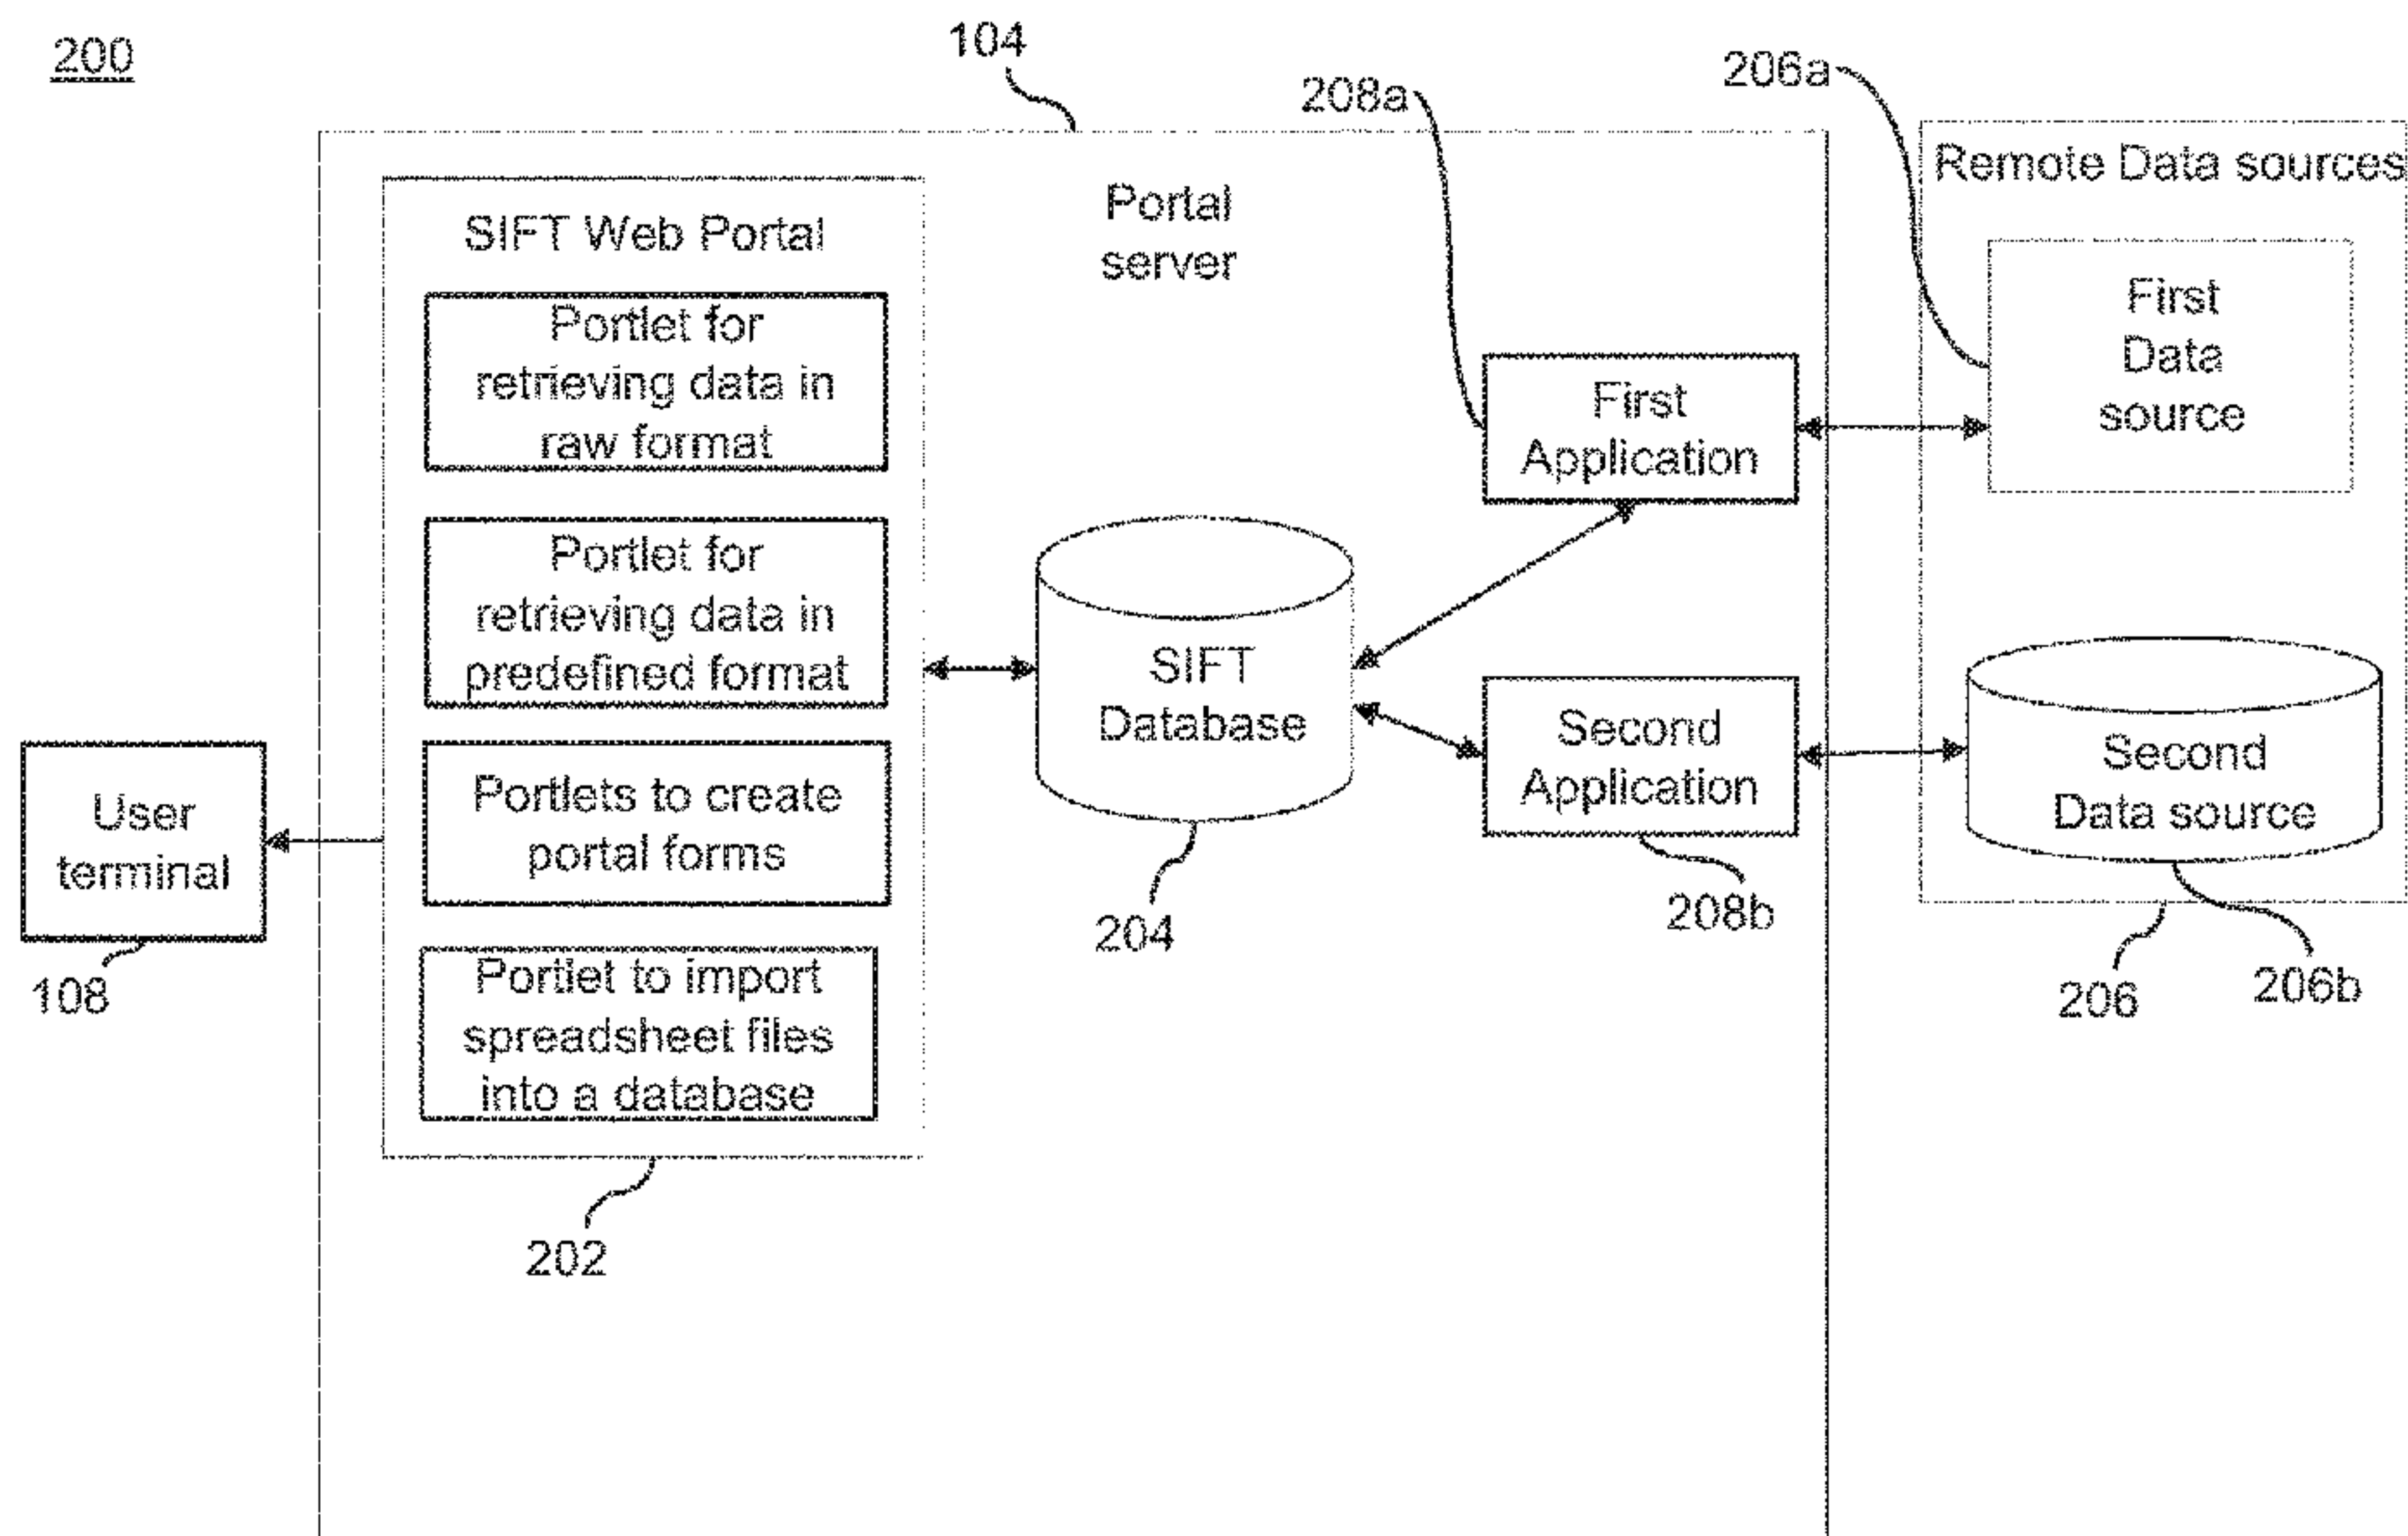 200
104
208a
206a
Remote Data sources
SIFT Web Portal
Portal
server
Portlet for
retrieving data in
raw format
First
Data
source
First
Application
Portlet for
retrieving data in
predefined format
SIFT
Database
Second
Application
Second
Data source
User
terminal
Portlets to create
portal forms
204
208b
108
206
206b
Portlet to import
spreadsheet files
into a database
202